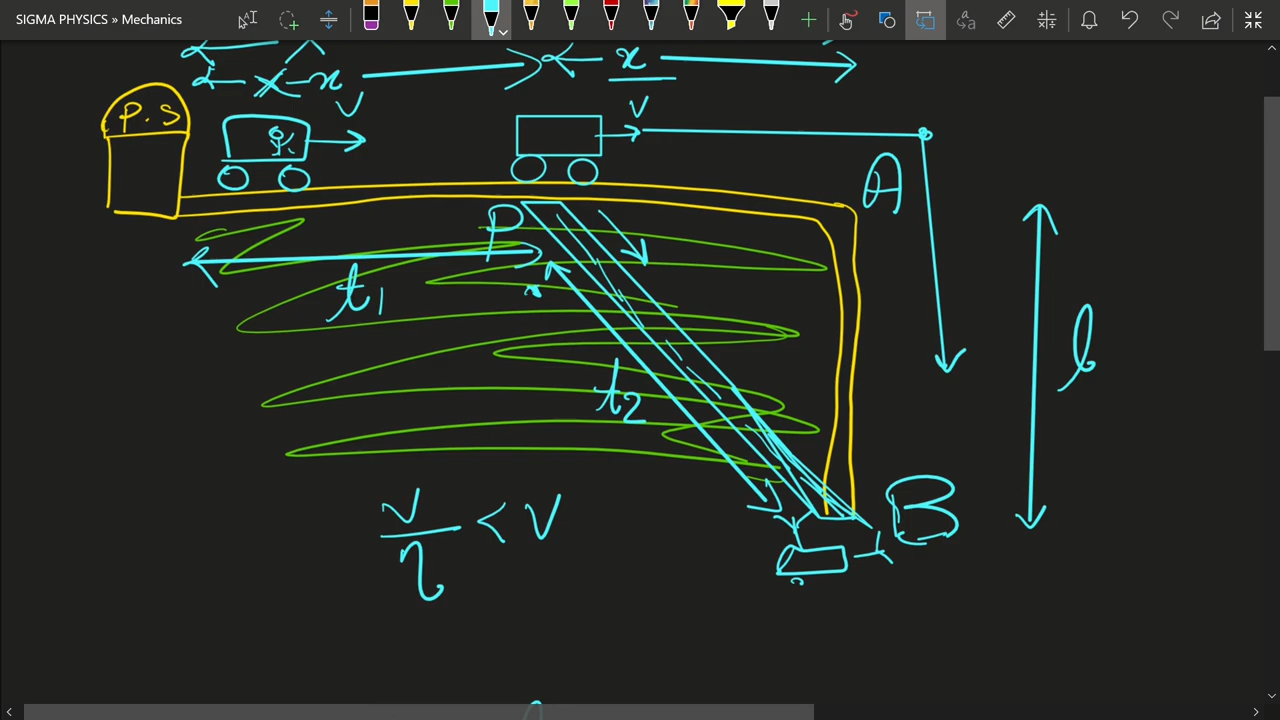 SIGMA PHYSICS » Mechanics
L - x
x
P.S
V
V
A
P
t1
l
t2
B
V/η < V